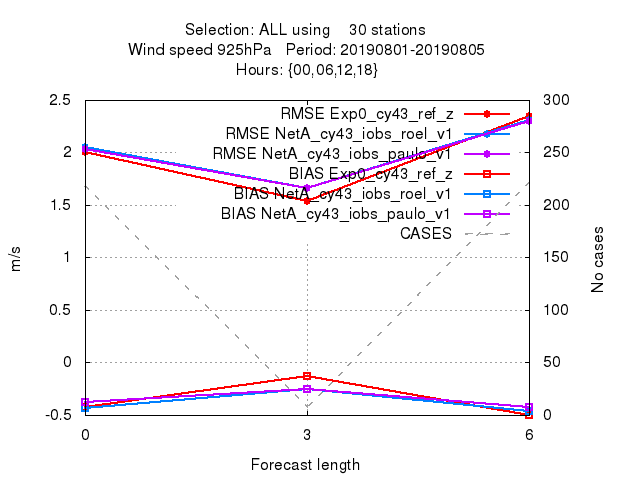 Selection: ALL using 30 stations
Wind speed 925hPa Period: 20190801-20190805
Hours: {00,06,12,18}
2.5
2
1.5
1
0.5
0
-0.5
m/s
300
250
200
150
100
50
0
No cases
RMSE Exp0_cy43_ref_z
RMSE NetA_cy43_iobs_roel_v1
RMSE NetA_cy43_iobs_paulo_v1
BIAS Exp0_cy43_ref_z
BIAS NetA_cy43_iobs_roel_v1
BIAS NetA_cy43_iobs_paulo_v1
CASES
0 3 6
Forecast length